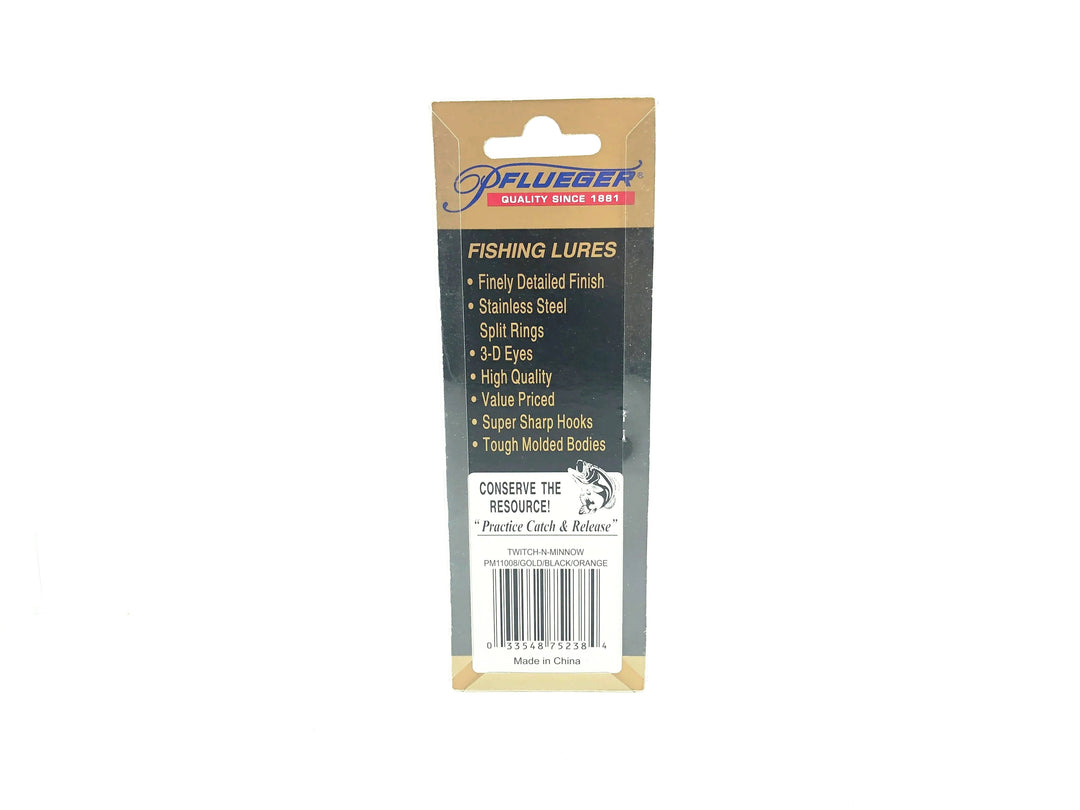 PFLUEGER®
QUALITY SINCE 1881
FISHING LURES
• Finely Detailed Finish
• Stainless Steel
Split Rings
• 3-D Eyes
• High Quality
• Value Priced
• Super Sharp Hooks
• Tough Molded Bodies
CONSERVE THE
RESOURCE!
"Practice Catch & Release"
TWITCH-N-MINNOW
PM11008/GOLD/BLACK/ORANGE
0 33548 75238 4
Made in China